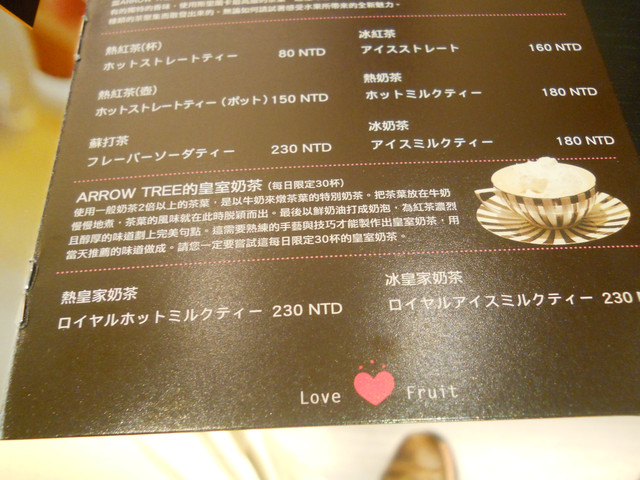 熱紅茶(杯)
ホットストレートティー 80 NTD
冰紅茶
アイスストレート 160 NTD
熱紅茶(壺)
ホットストレートティー(ポット) 150 NTD
熱奶茶
ホットミルクティー 180 NTD
蘇打茶
フレーバーソーダティー 230 NTD
冰奶茶
アイスミルクティー 180 NTD
ARROW TREE的皇室奶茶 (每日限定30杯)
使用一般奶茶2倍以上的茶葉,是以牛奶來燉茶葉的特別奶茶。把茶葉放在牛奶
慢慢地煮,茶葉的風味就在此時脫穎而出。最後以鮮奶油打成奶泡,為紅茶濃烈
且醇厚的味道劃上完美句點。這需要熟練的手藝與技巧才能製作出皇室奶茶,用
當天推薦的味道做成。請您一定要嘗試這每日限定30杯的皇室奶茶。
熱皇家奶茶
ロイヤルホットミルクティー 230 NTD
冰皇家奶茶
ロイヤルアイスミルクティー 230
Love Fruit